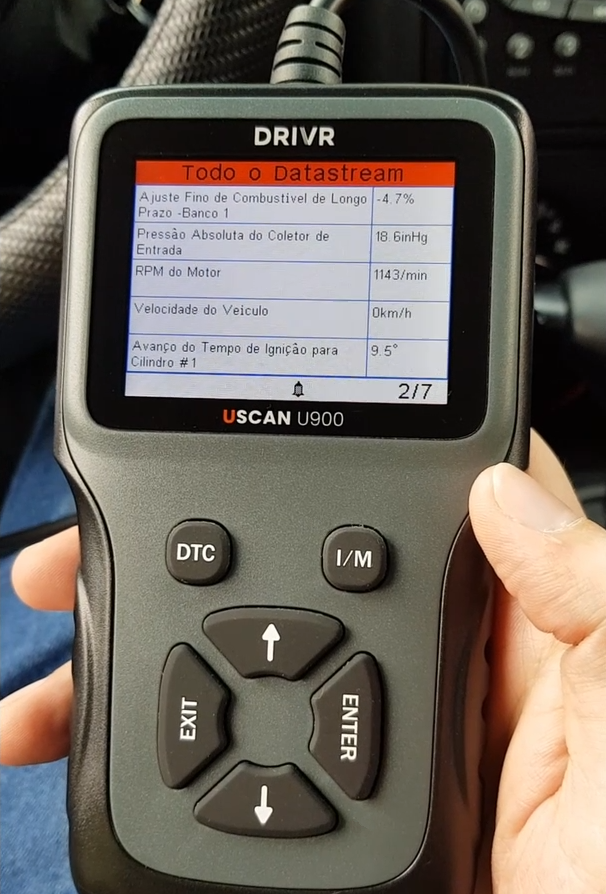 DRIVR
Todo o Datastream
Ajuste Fino de Combustivel de Longo
Prazo -Banco 1
-4.7%
Pressão Absoluta do Coletor de
Entrada
18.6inHg
RPM do Motor
1143/min
Velocidade do Veiculo
0km/h
Avanço do Tempo de Ignição para
Cilindro #1
9.5°
2/7
USCAN U900
DTC
I/M
EXIT
ENTER